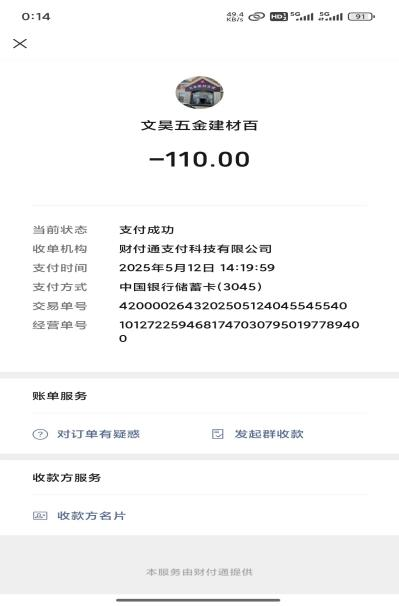 0:14
49.4 KB/s HD2 5G 5G 91
文昊五金建材百
-110.00
当前状态 支付成功
收单机构 财付通支付科技有限公司
支付时间 2025年5月12日 14:19:59
支付方式 中国银行储蓄卡(3045)
交易单号 4200002643202505124045545540
经营单号 1012722594681747030795019778940
0
账单服务
对订单有疑惑 发起群收款
收款方服务
收款方名片
本服务由财付通提供